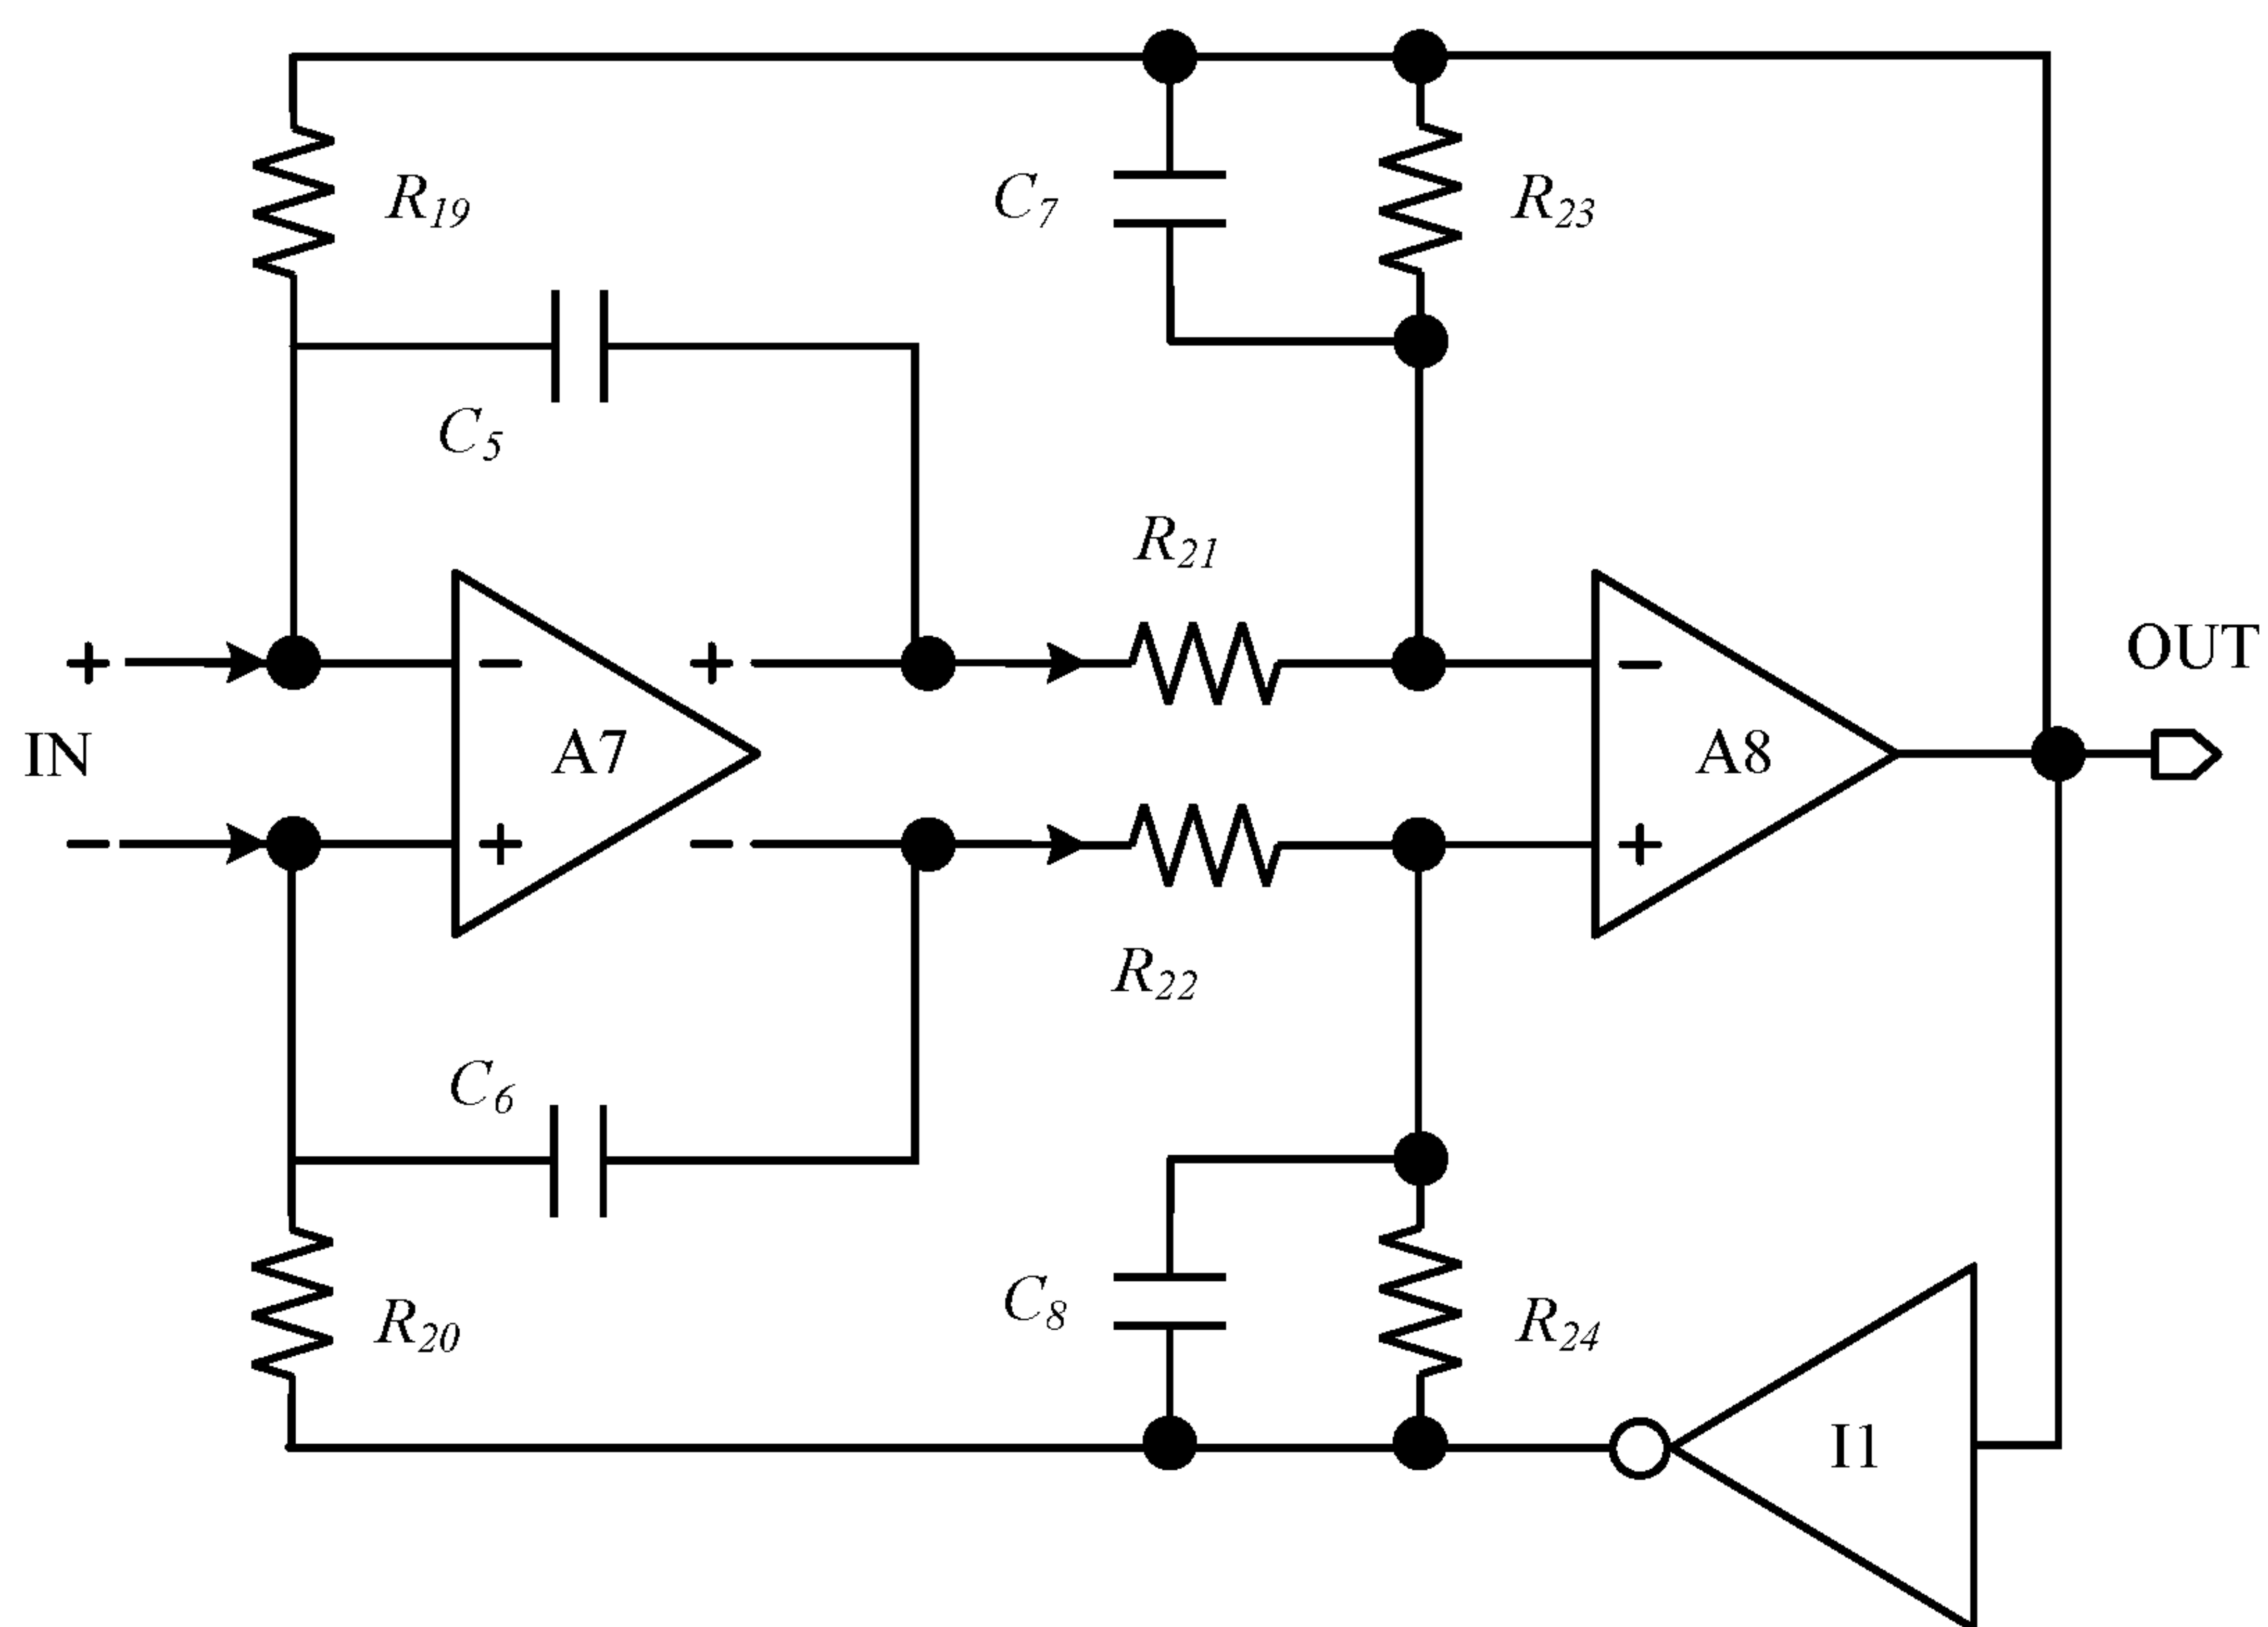 R19
C7
R23
C5
R21
+
−
+
−
OUT
IN
A7
A8
−
+
−
+
R22
C6
C8
R20
R24
I1